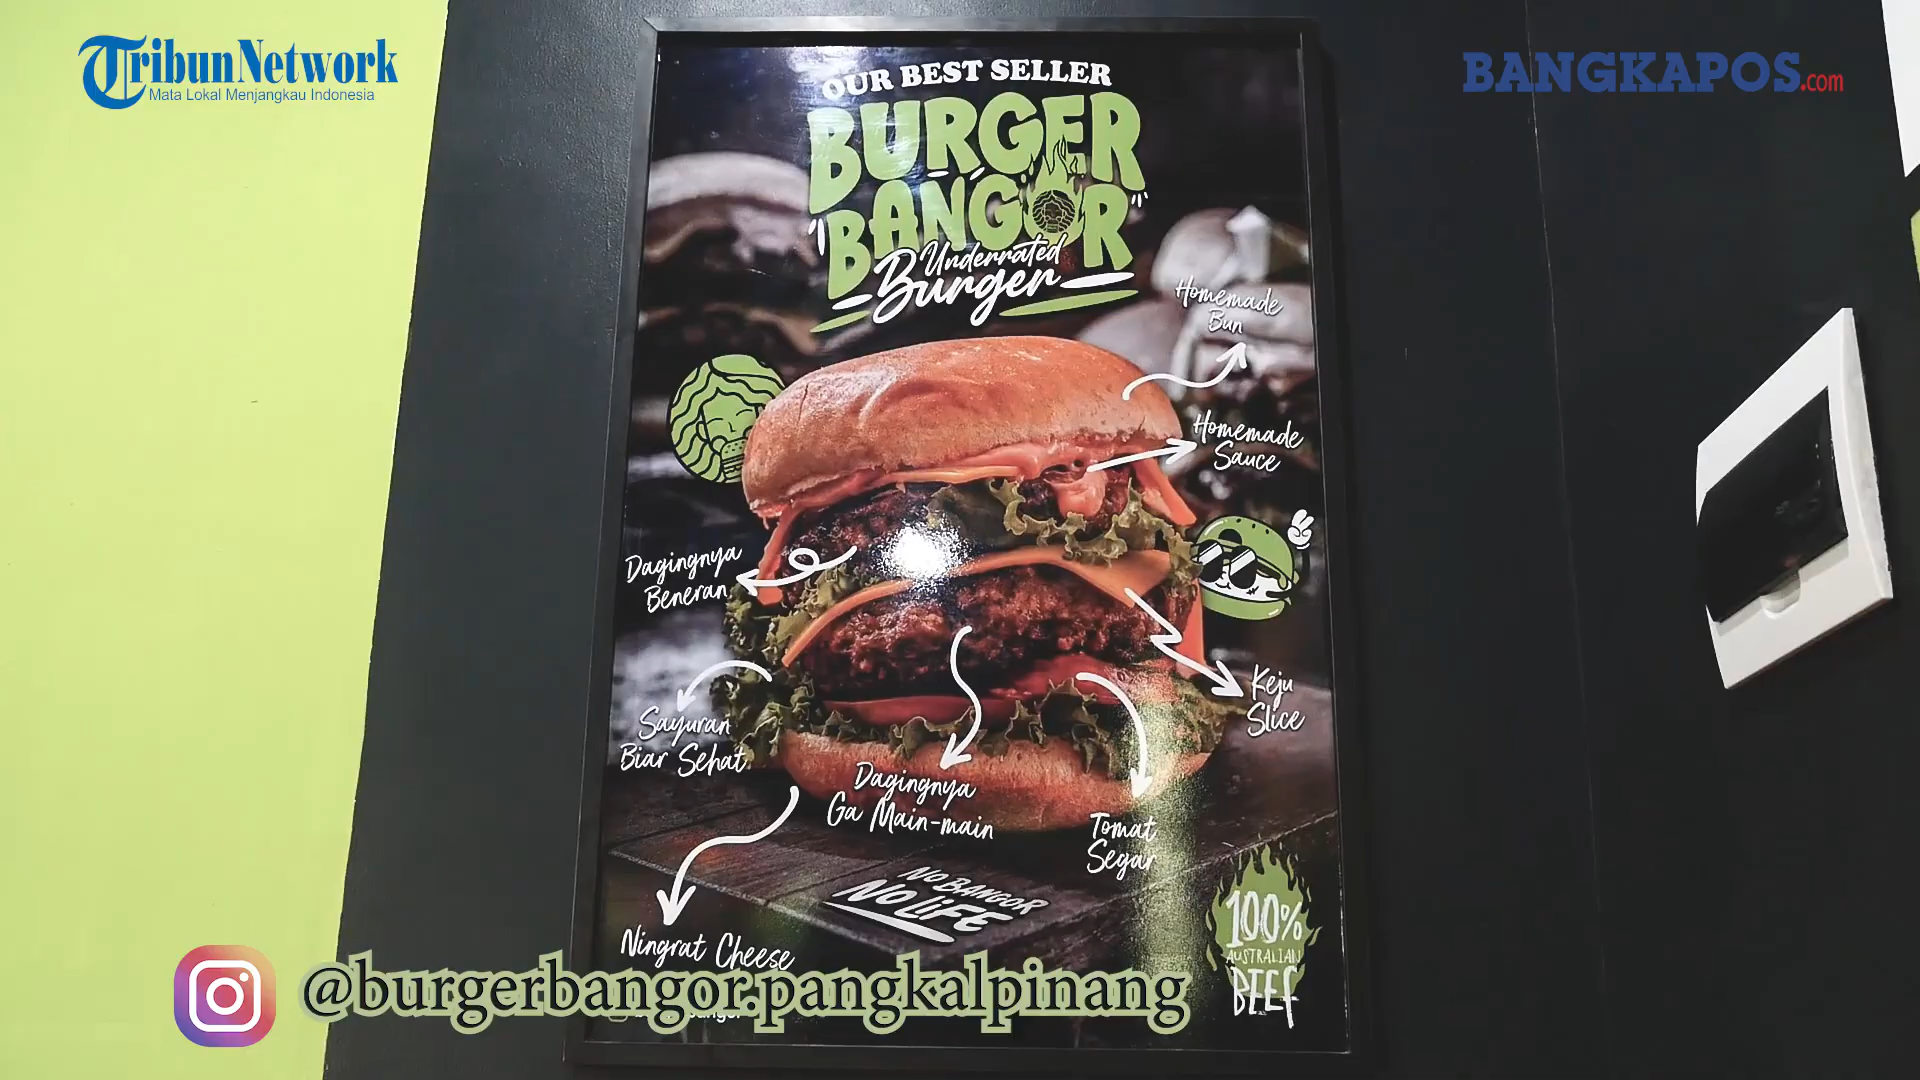 TribunNetwork
Mata Lokal Menjangkau Indonesia
BANGKAPOS.com
OUR BEST SELLER
BURGER
"BANGOR"
Underrated
Burger
Homemade
Bun
Homemade
Sauce
Dagingnya
Beneran
Keju
Slice
Sayuran
Biar Sehat
Dagingnya
Ga Main-main
Tomat
Segar
NO BANGOR
NO LIFE
Ningrat Cheese
100%
AUSTRALIAN
BEEF
@burgerbangor.pangkalpinang